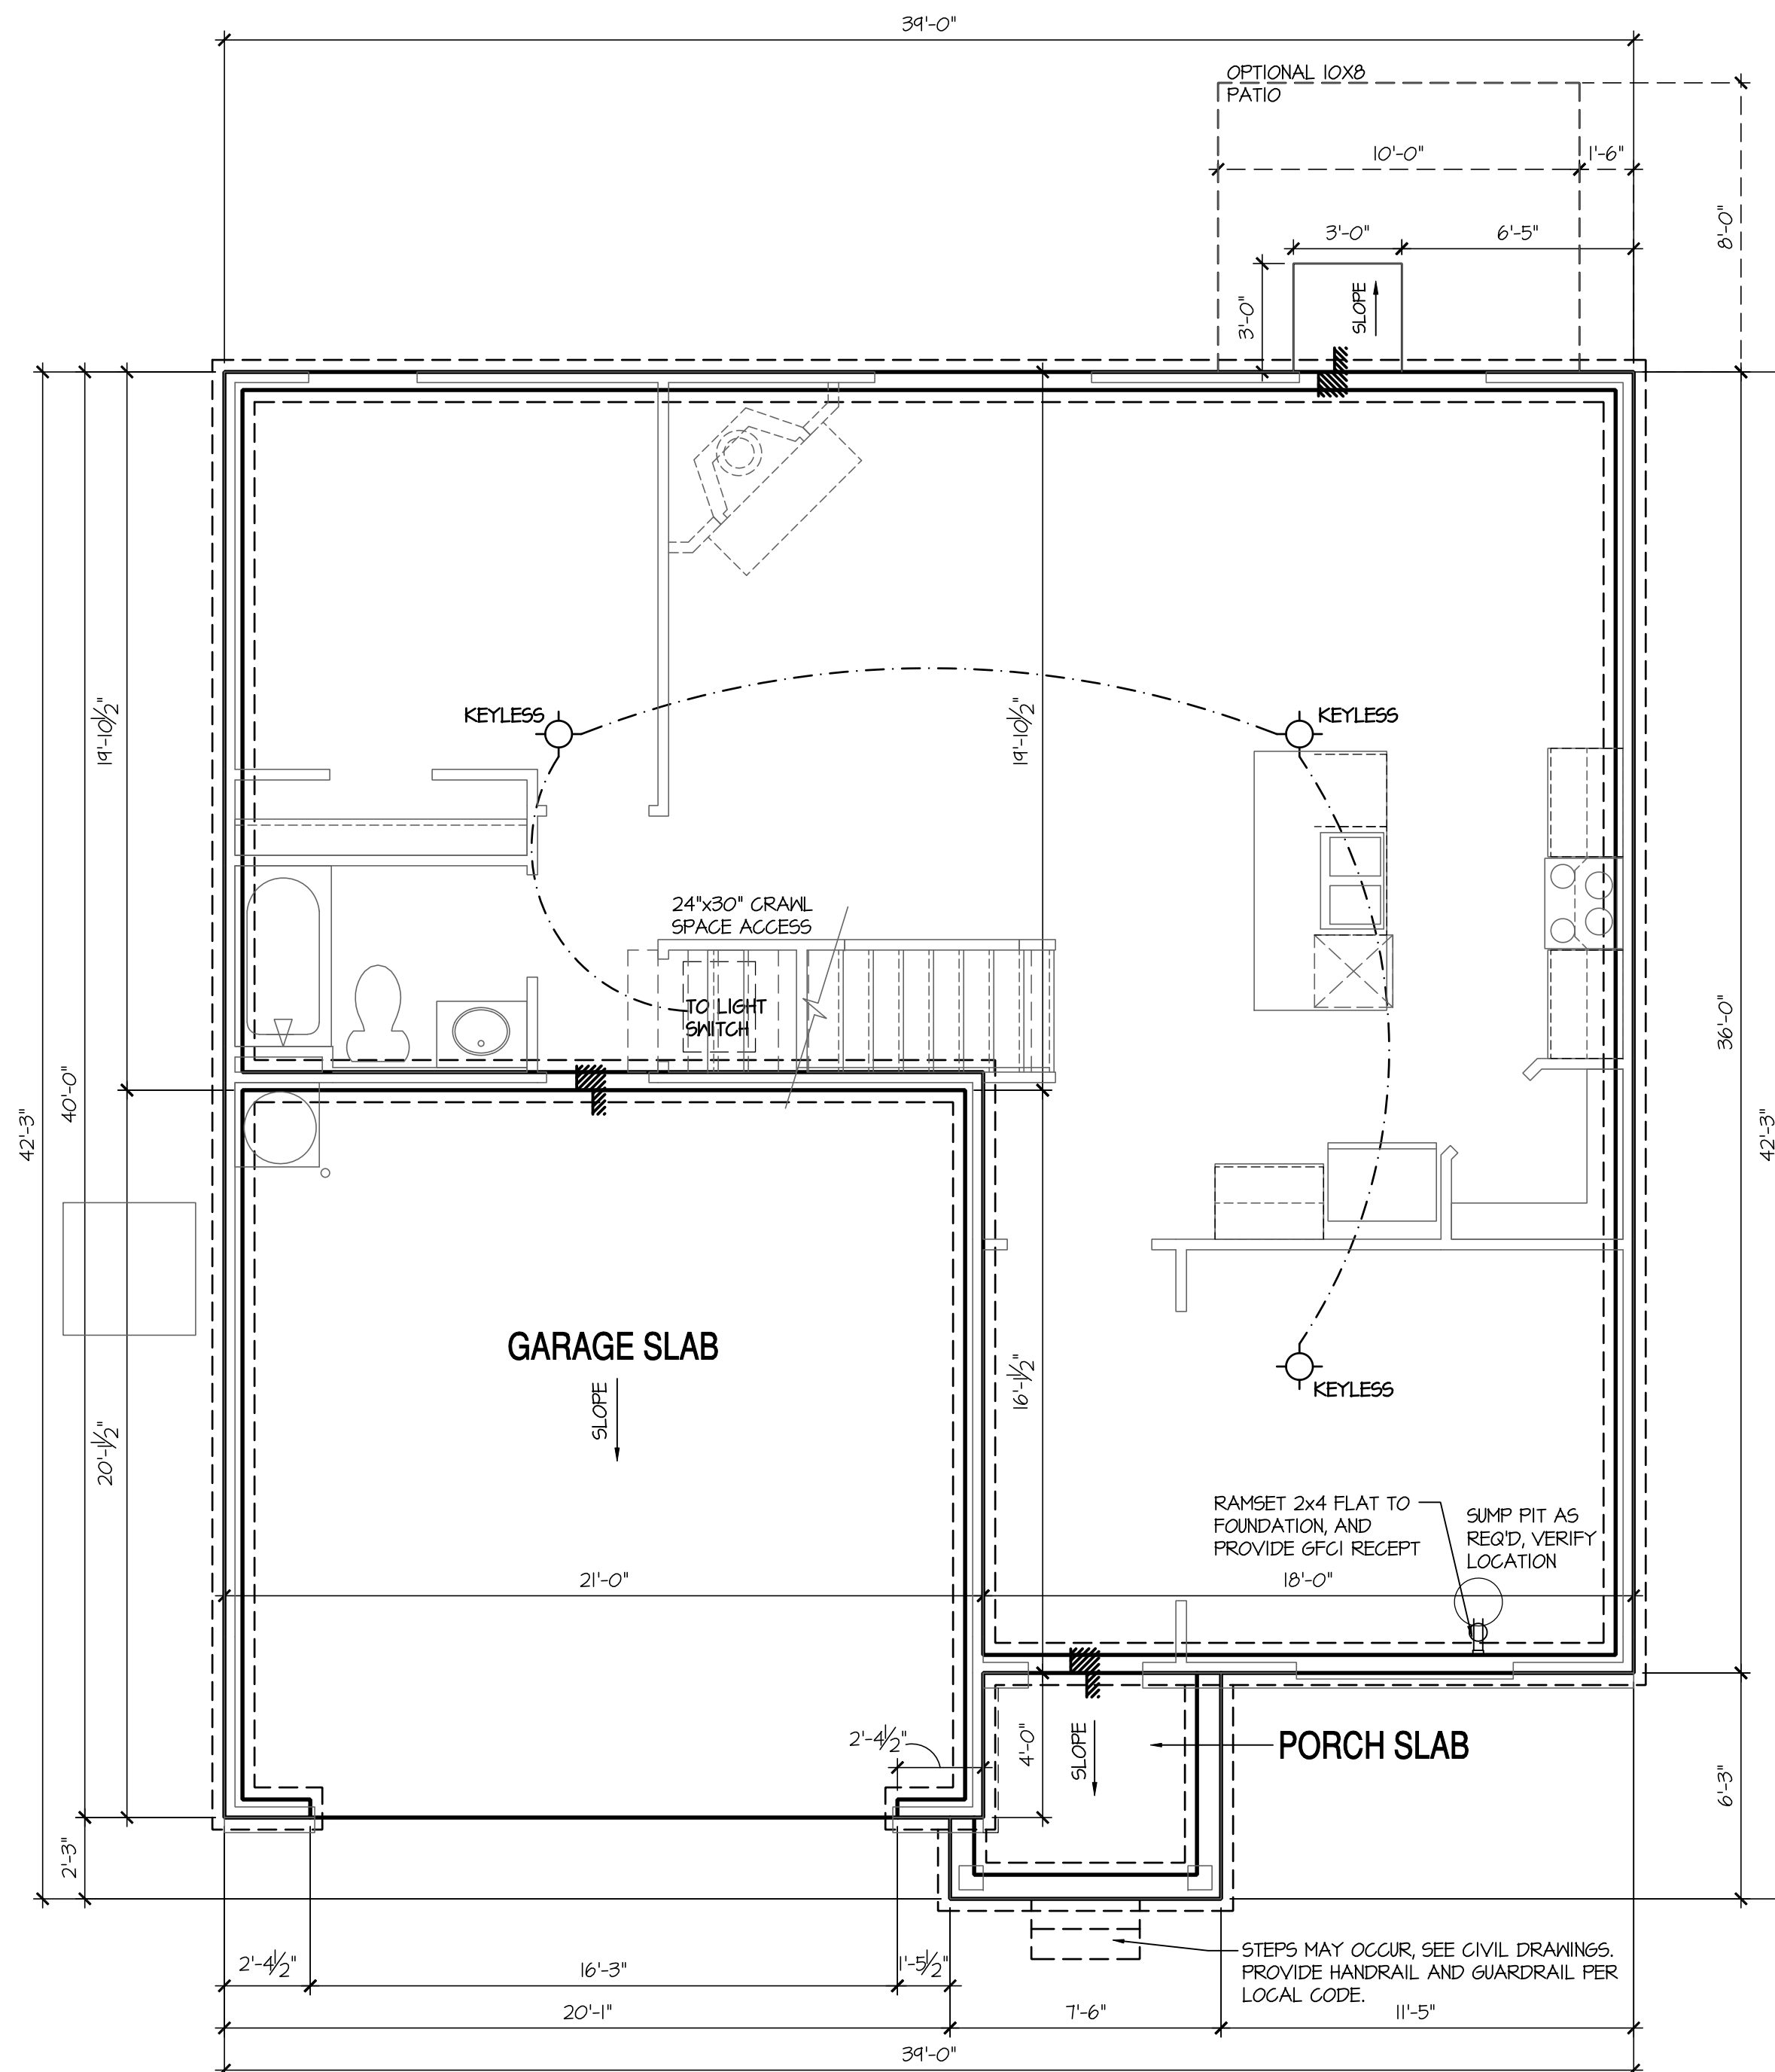 39'-0"
OPTIONAL 10X8
PATIO
10'-0"
1'-6"
8'-0"
3'-0"
6'-5"
3'-0"
SLOPE
19'-10½"
19'-10½"
KEYLESS
KEYLESS
24"x30" CRAWL
SPACE ACCESS
TO LIGHT
SWITCH
36'-0"
40'-0"
42'-3"
42'-3"
GARAGE SLAB
SLOPE
20'-1½"
16'-1½"
KEYLESS
RAMSET 2x4 FLAT TO
FOUNDATION, AND
PROVIDE GFCI RECEPT
SUMP PIT AS
REQ'D, VERIFY
LOCATION
21'-0"
18'-0"
2'-4½"
4'-0"
SLOPE
PORCH SLAB
6'-3"
2'-3"
STEPS MAY OCCUR, SEE CIVIL DRAWINGS.
PROVIDE HANDRAIL AND GUARDRAIL PER
LOCAL CODE.
2'-4½"
16'-3"
1'-5½"
20'-1"
7'-6"
11'-5"
39'-0"